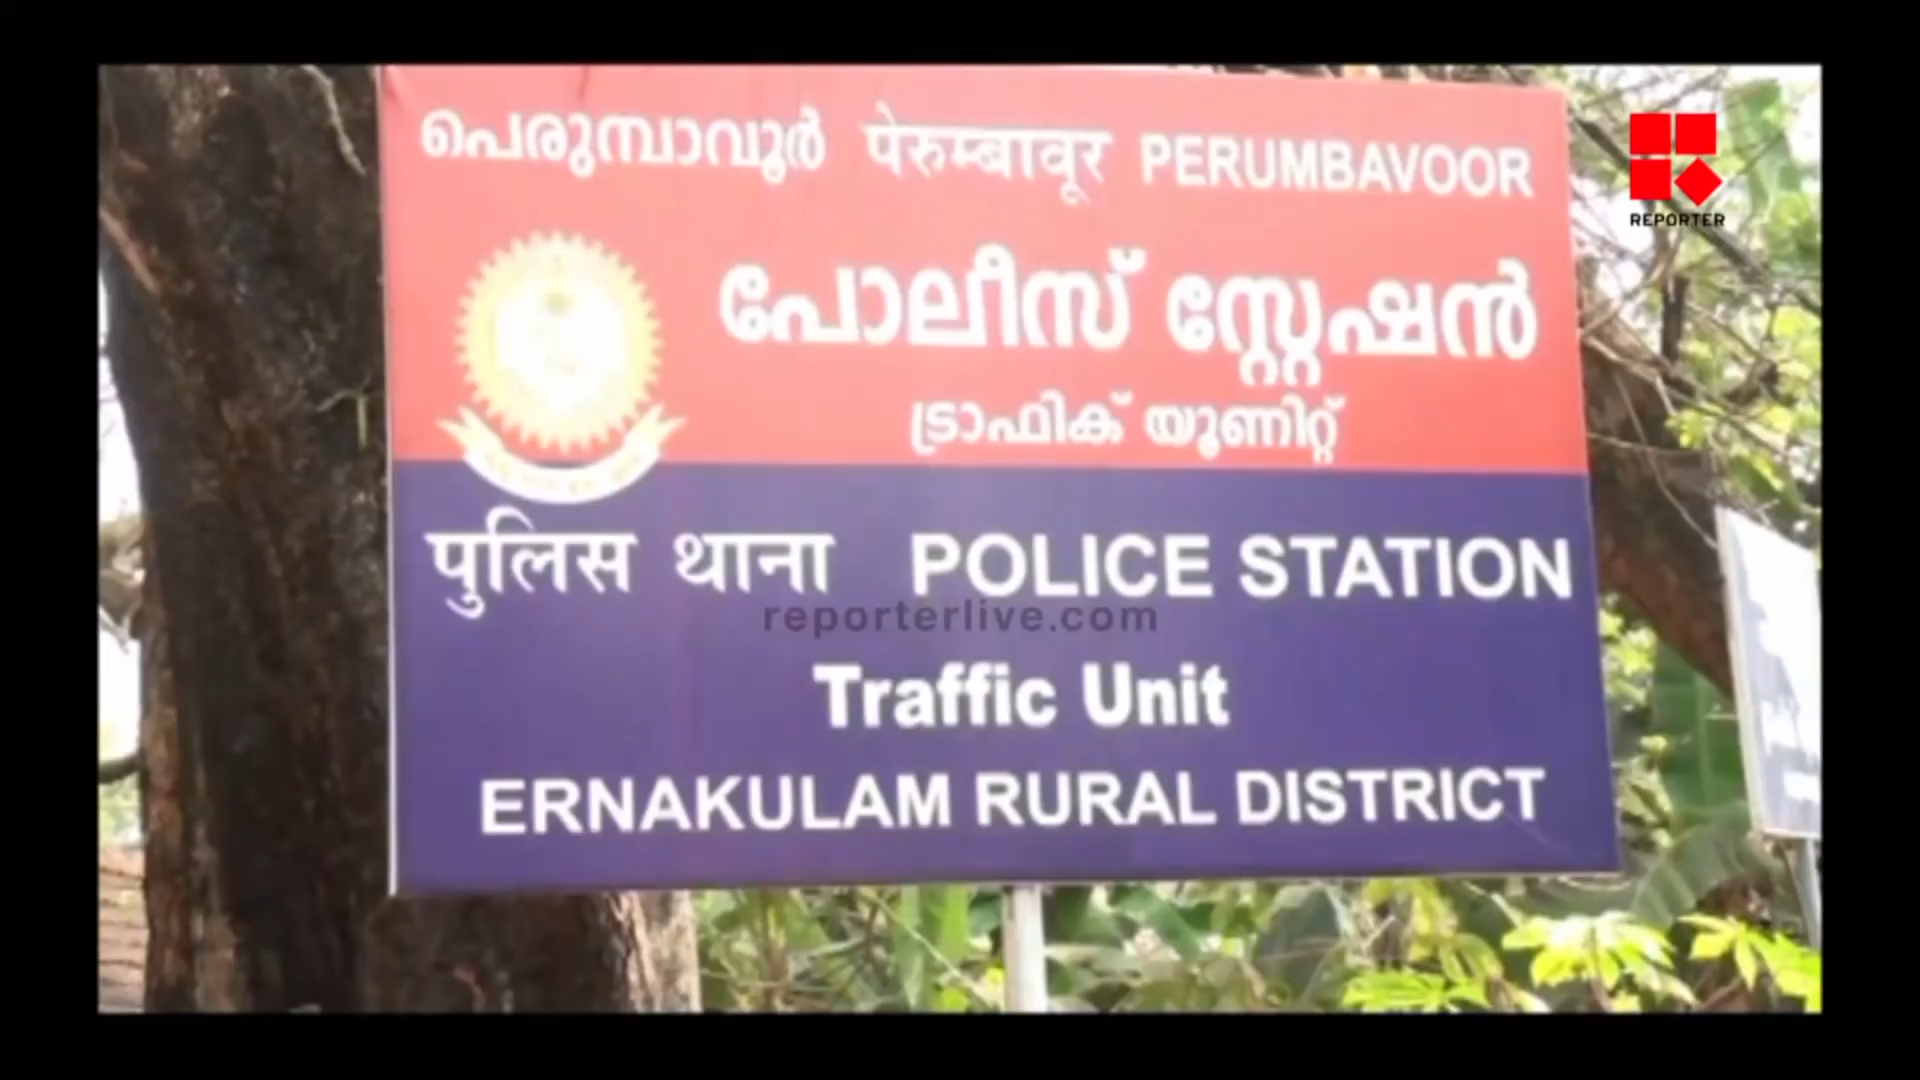 പെരുമ്പാവൂർ पेरुम्बावूर PERUMBAVOOR
REPORTER
പോലീസ് സ്റ്റേഷൻ
ട്രാഫിക് യൂണിറ്റ്
पुलिस थाना POLICE STATION
reporterlive.com
Traffic Unit
ERNAKULAM RURAL DISTRICT